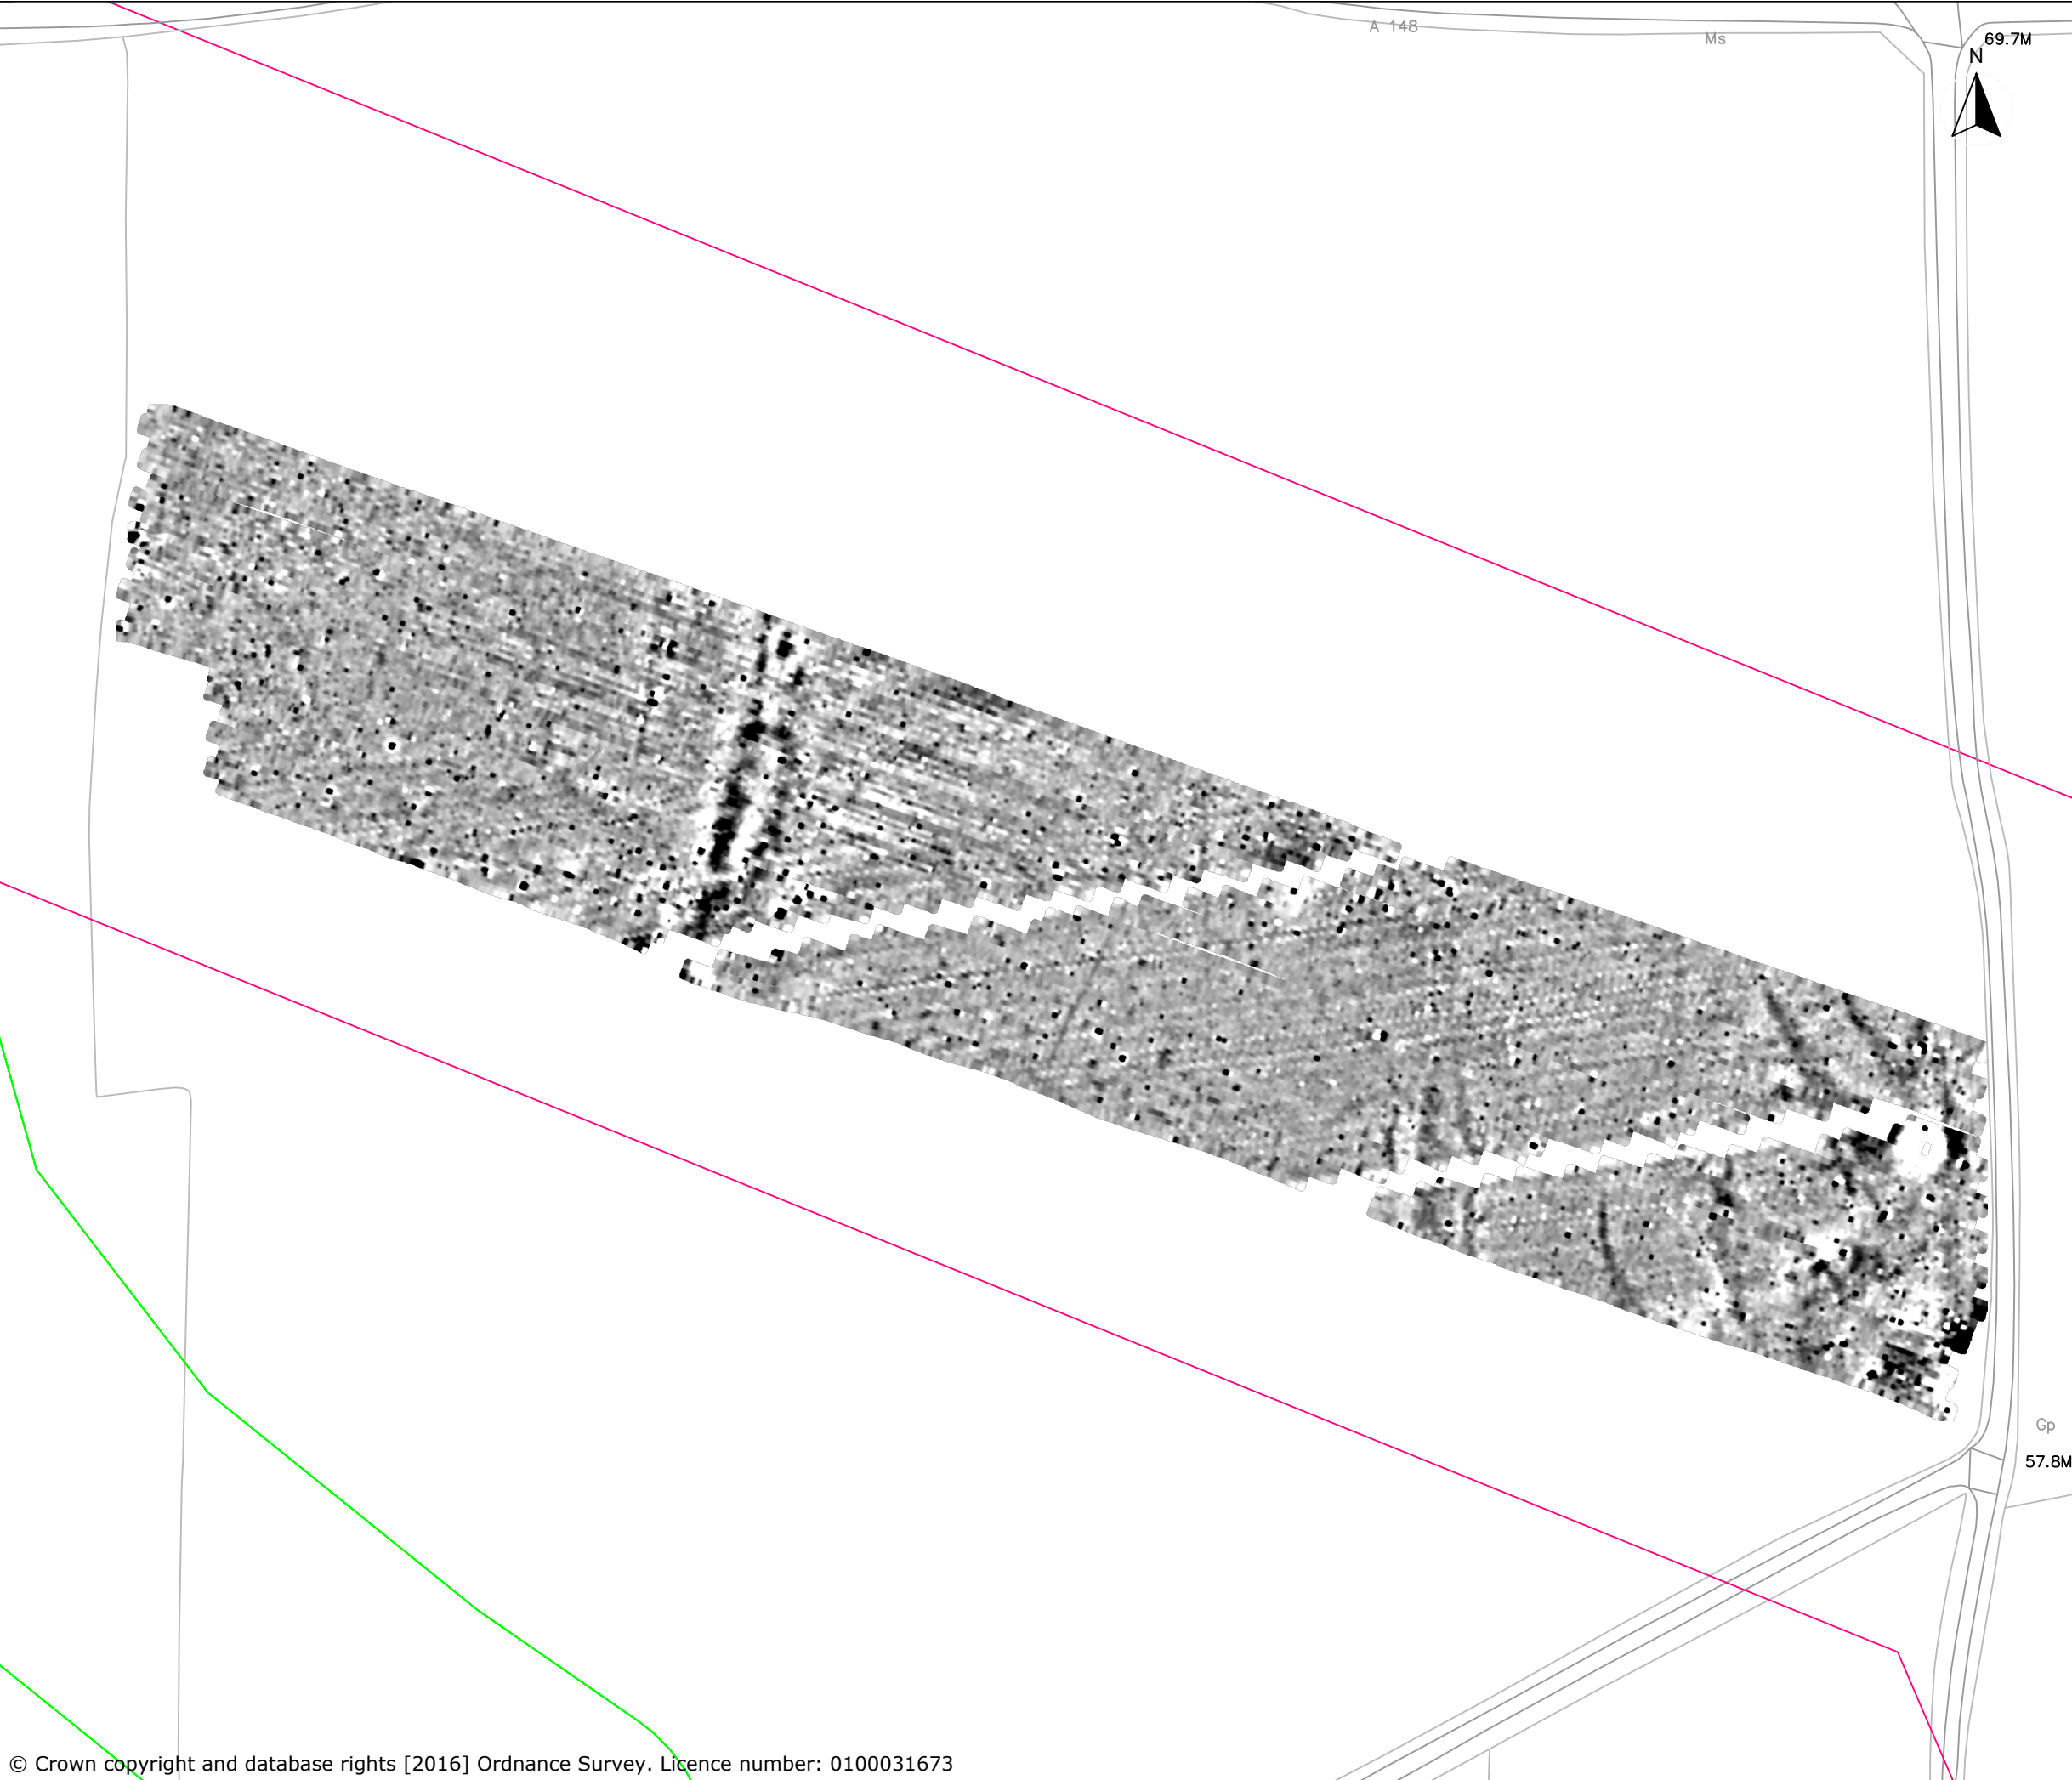 A 148
Ms
69.7M
N
Gp
57.8M
© Crown copyright and database rights [2016] Ordnance Survey. Licence number: 0100031673